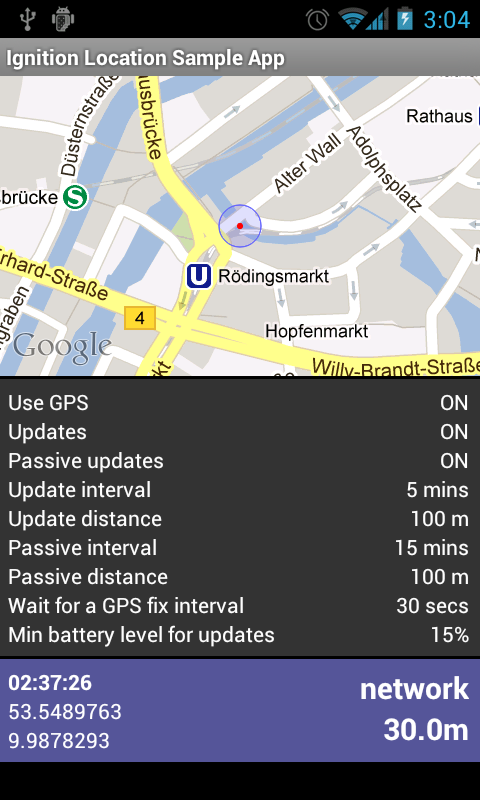 3:04
Ignition Location Sample App
Düsternstraße
usbrücke
Rathaus
Alter Wall
Adolphsplatz
sbrücke S
U Rödingsmarkt
rhard-Straße
4
Hopfenmarkt
ngraben
Google
Willy-Brandt-Straße
Use GPS ON
Updates ON
Passive updates ON
Update interval 5 mins
Update distance 100 m
Passive interval 15 mins
Passive distance 100 m
Wait for a GPS fix interval 30 secs
Min battery level for updates 15%
02:37:26
network
53.5489763
30.0m
9.9878293